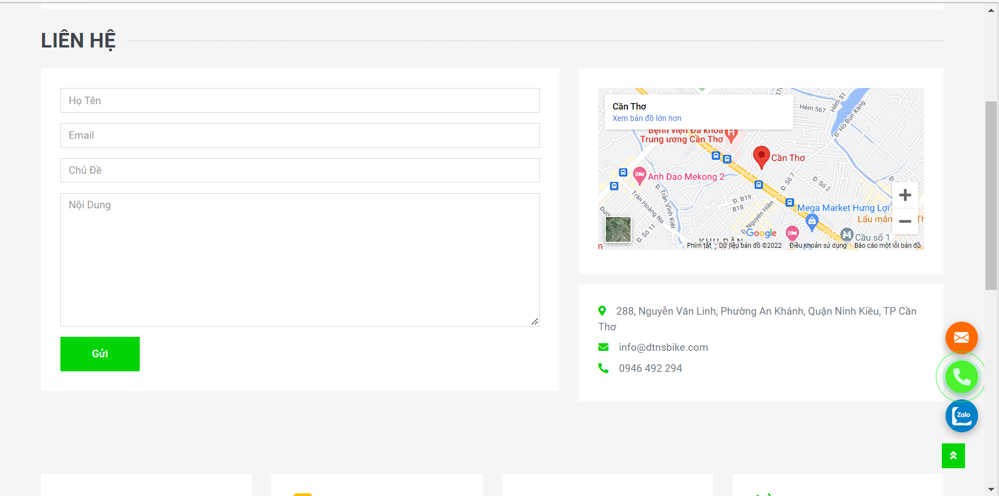 LIÊN HỆ
Họ Tên
Email
Chủ Đề
Nội Dung
Gửi
Cần Thơ
Xem bản đồ lớn hơn
Hẻm 51
Hẻm 567
Đ. Hồ Bún Xáng
Bệnh viện Đa khoa
Trung ương Cần Thơ
Cần Thơ
Anh Dao Mekong 2
Đ. Số 7
Đ. Số 2
Đ. Trần Vĩnh Kiết
Trần Hoàng Na
Đ. B19
B18
Đ. Nguyên Hiền
Mega Market Hưng Lợi
Lẩu mắm
Th
Đ. Số 11
Google
KHU DÂN
Cầu số 1
Phím tắt
Dữ liệu bản đồ ©2022
Điều khoản sử dụng
Báo cáo một lỗi bản đồ
288, Nguyễn Văn Linh, Phường An Khánh, Quận Ninh Kiều, TP Cần
Thơ
info@dtnsbike.com
0946 492 294
Zalo